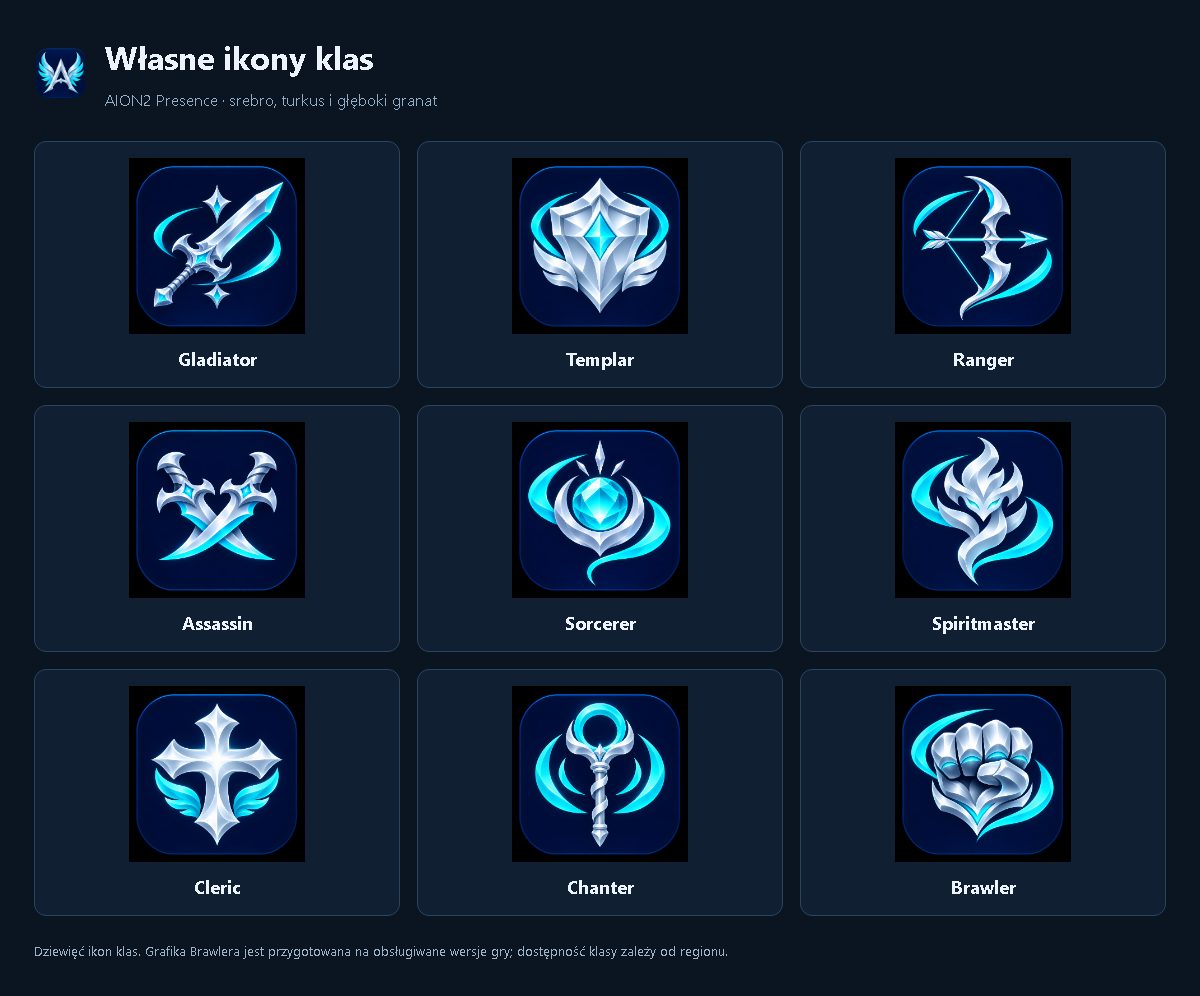 Własne ikony klas
AION2 Presence · srebro, turkus i głęboki granat
Gladiator
Templar
Ranger
Assassin
Sorcerer
Spiritmaster
Cleric
Chanter
Brawler
Dziewięć ikon klas. Grafika Brawlera jest przygotowana na obsługiwane wersje gry; dostępność klasy zależy od regionu.